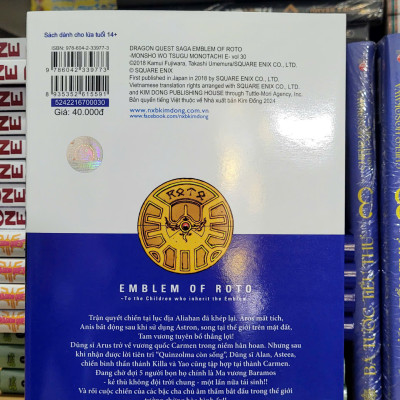 Sách dành cho lứa tuổi 14+
ISBN: 978-604-2-33977-3
9 786042 339773
8 935352 615591
5242216700030
Giá: 40.000đ
DRAGON QUEST SAGA EMBLEM OF ROTO
-MONSHO WO TSUGU MONOTACHI E- vol 30
©2018 Kamui Fujiwara, Takashi Umemura/SQUARE ENIX CO., LTD.
© SQUARE ENIX
First published in Japan in 2018 by SQUARE ENIX CO., LTD.
Vietnamese translation rights arranged with SQUARE ENIX CO., LTD.
and KIM DONG PUBLISHING HOUSE through Tuttle-Mori Agency, Inc.
Bản quyền tiếng Việt thuộc về Nhà xuất bản Kim Đồng 2024
www.nxbkimdong.com.vn
www.facebook.com/nxbkimdong
ROTO
EMBLEM OF ROTO
~To the Children who inherit the Emblem~
Trận quyết chiến tại lục địa Aliahan đã khép lại. Aros mất tích,
Anis bất động sau khi sử dụng Astron, song tại thế giới trên mặt đất,
Tam vương tuyên bố thắng lợi!
Dũng sĩ Arus trở về vương quốc Carmen trong niềm hân hoan. Nhưng sau
khi nhận được lời tiên tri "Quinzolma còn sống", Dũng sĩ Alan, Asteea,
chiến binh thần thánh Killa và Yao cùng tập hợp tại thành Carmen.
Đang chờ đợi 5 người bọn họ chính là Ma vương Baramos
- kẻ thù không đội trời chung - một lần nữa tái sinh!!
Và rồi cuộc chiến của các bậc cha chú ấm thầm bắt đầu trong thế giới
ONE
ONE
ONE
ONE